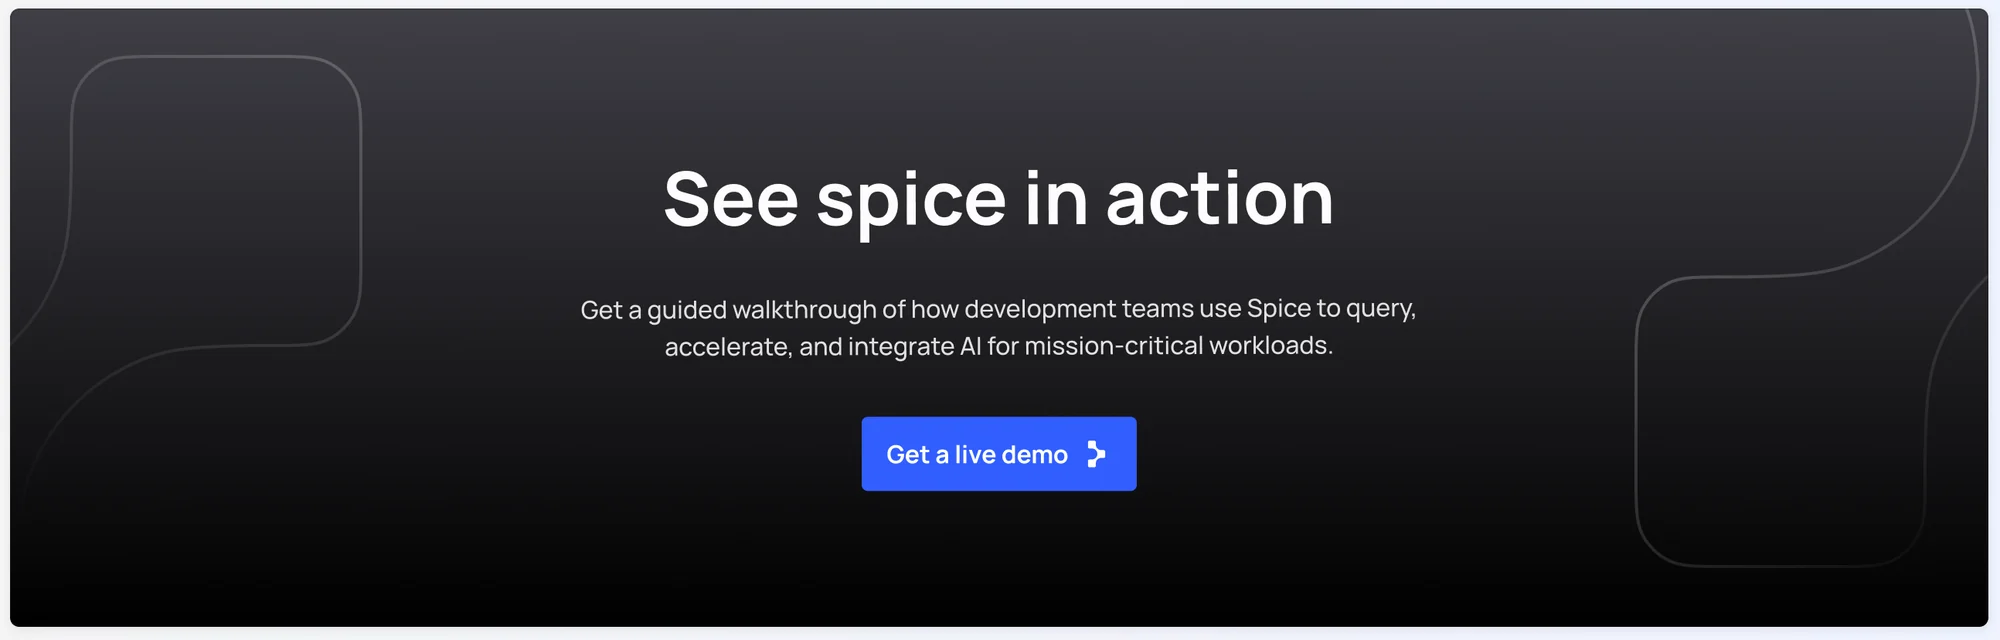 See spice in action
Get a guided walkthrough of how development teams use Spice to query,
accelerate, and integrate AI for mission-critical workloads.
Get a live demo